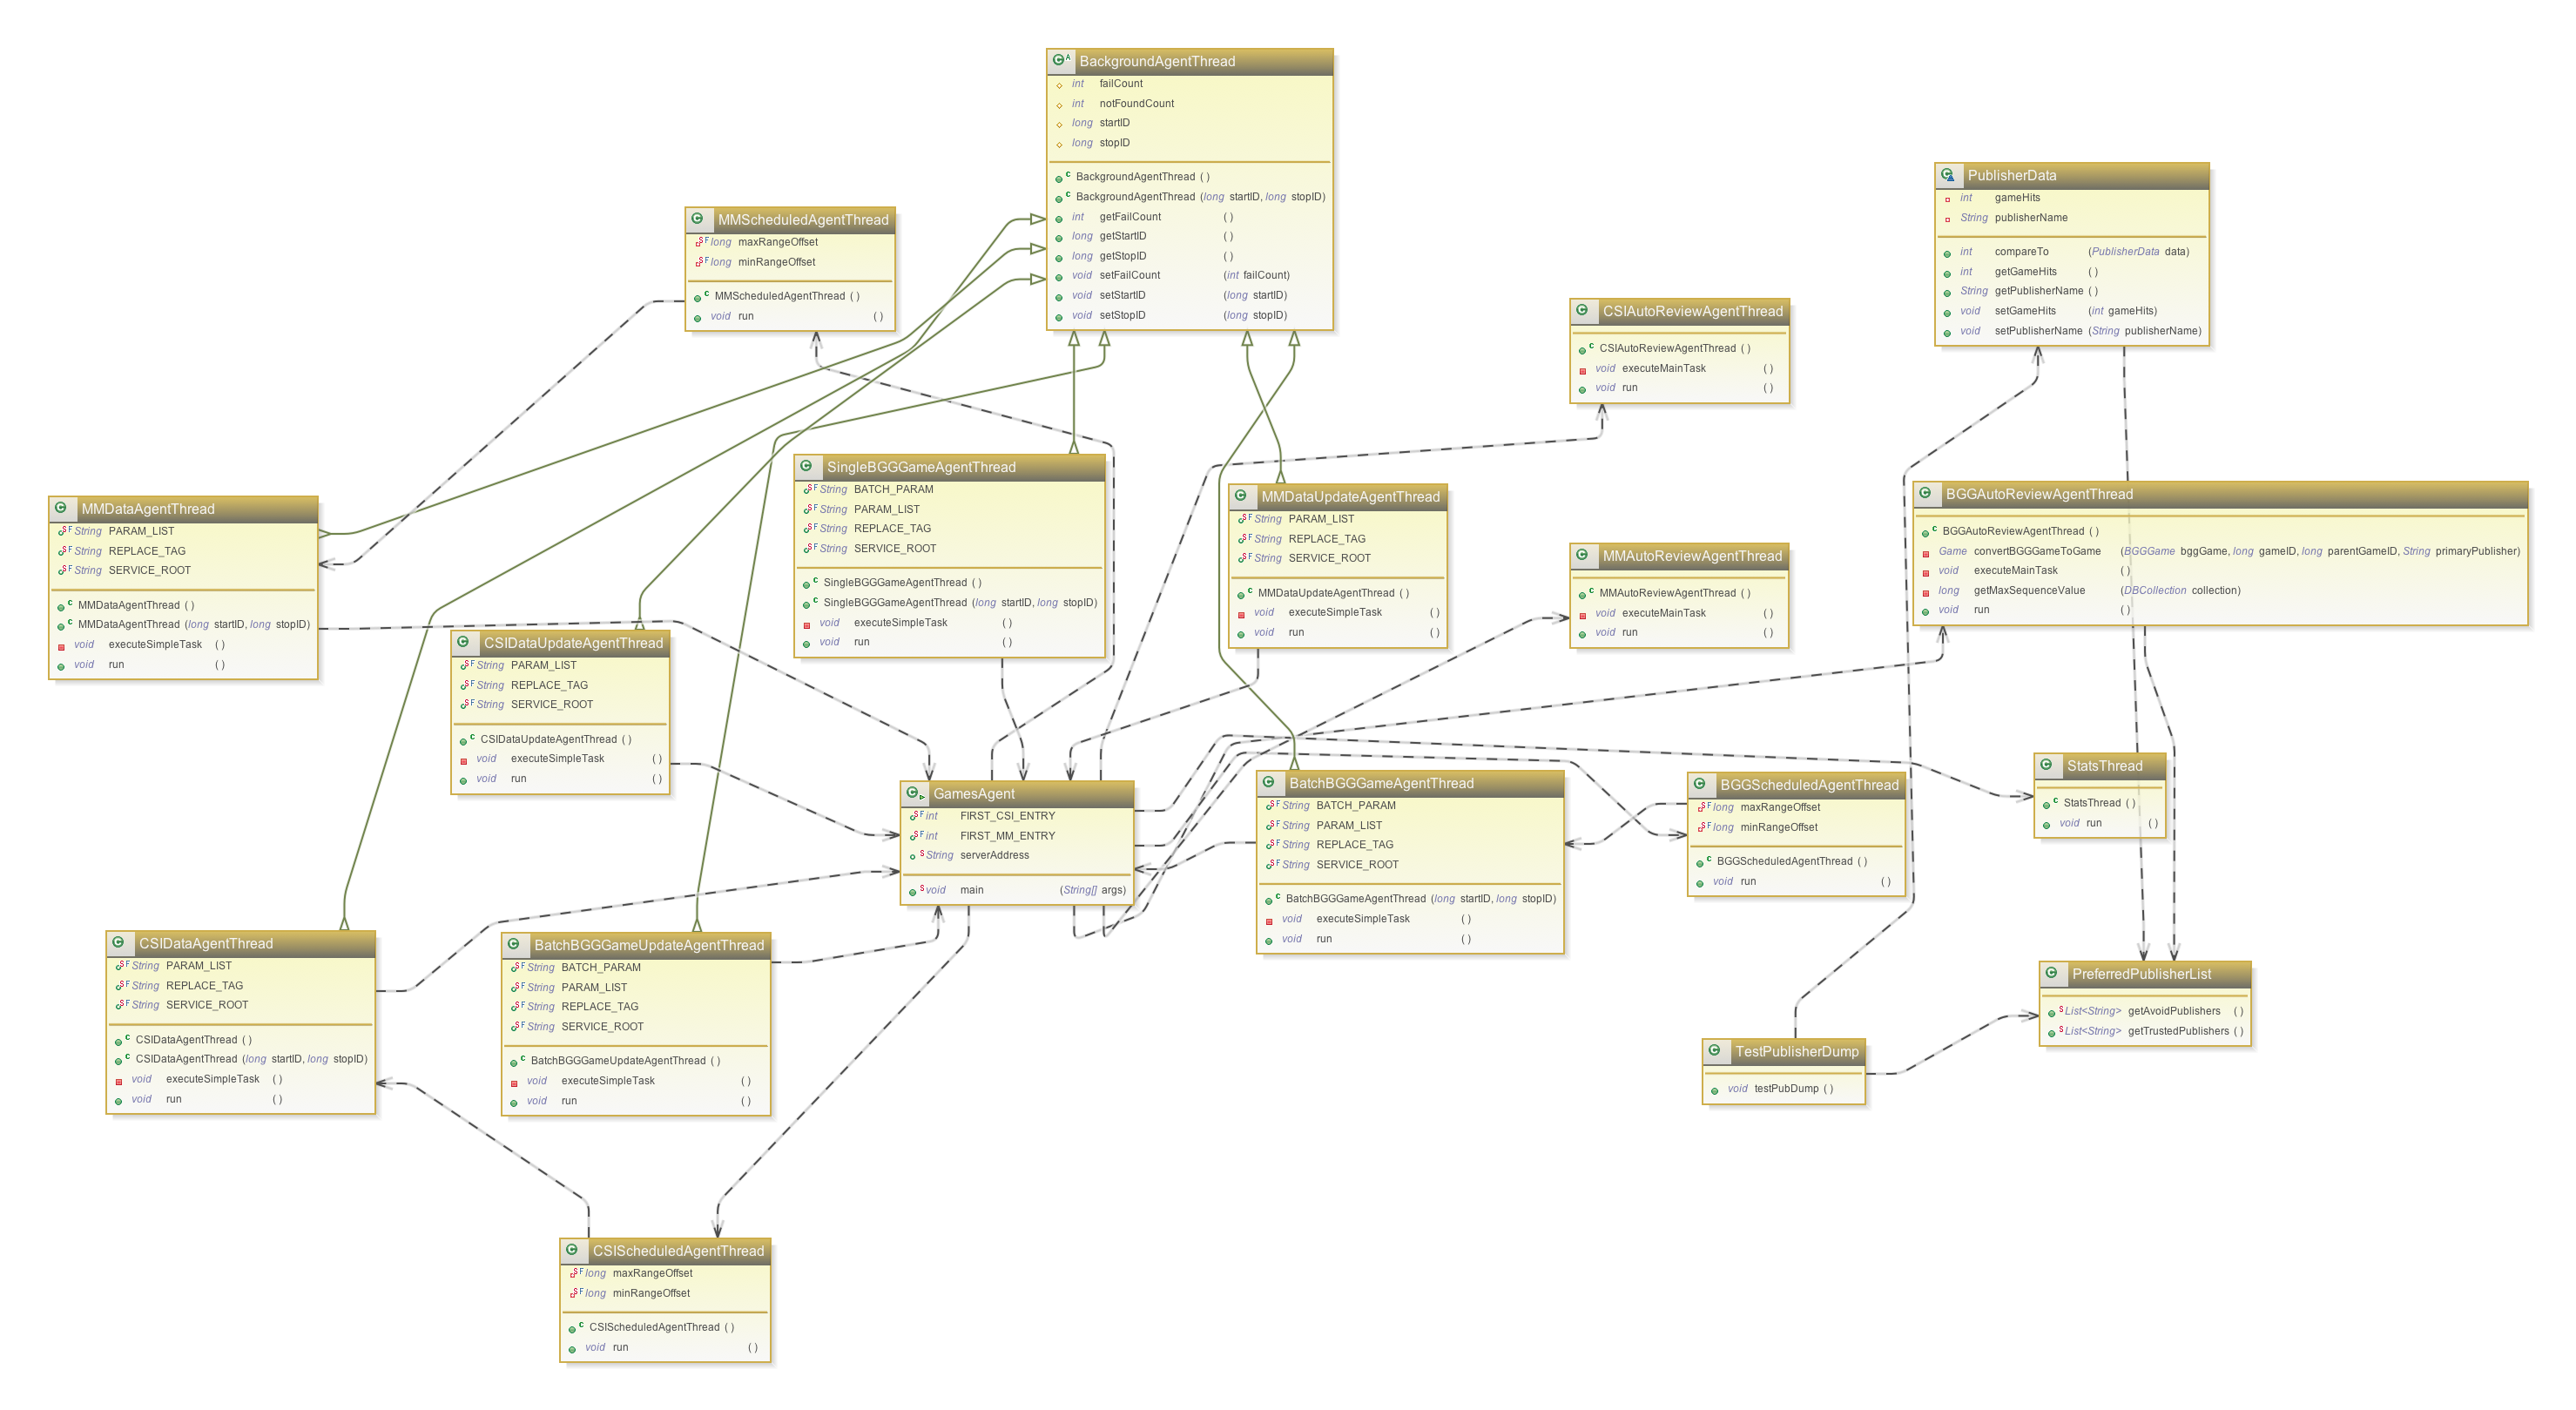 BackgroundAgentThread
int failCount
int notFoundCount
long startID
long stopID
BackgroundAgentThread ( )
BackgroundAgentThread (long startID, long stopID)
int getFailCount ( )
long getStartID ( )
long getStopID ( )
void setFailCount (int failCount)
void setStartID (long startID)
void setStopID (long stopID)
PublisherData
int gameHits
String publisherName
int compareTo (PublisherData data)
int getGameHits ( )
String getPublisherName ( )
void setGameHits (int gameHits)
void setPublisherName (String publisherName)
MMScheduledAgentThread
long maxRangeOffset
long minRangeOffset
MMScheduledAgentThread ( )
void run ( )
CSIAutoReviewAgentThread
CSIAutoReviewAgentThread ( )
void executeMainTask ( )
void run ( )
SingleBGGGameAgentThread
String BATCH_PARAM
String PARAM_LIST
String REPLACE_TAG
String SERVICE_ROOT
SingleBGGGameAgentThread ( )
SingleBGGGameAgentThread (long startID, long stopID)
void executeSimpleTask ( )
void run ( )
MMDataUpdateAgentThread
String PARAM_LIST
String REPLACE_TAG
String SERVICE_ROOT
MMDataUpdateAgentThread ( )
void executeSimpleTask ( )
void run ( )
BGGAutoReviewAgentThread
BGGAutoReviewAgentThread ( )
Game convertBGGGameToGame (BGGGame bggGame, long gameID, long parentGameID, String primaryPublisher)
void executeMainTask ( )
long getMaxSequenceValue (DBCollection collection)
void run ( )
MMDataAgentThread
String PARAM_LIST
String REPLACE_TAG
String SERVICE_ROOT
MMDataAgentThread ( )
MMDataAgentThread (long startID, long stopID)
void executeSimpleTask ( )
void run ( )
MMAutoReviewAgentThread
MMAutoReviewAgentThread ( )
void executeMainTask ( )
void run ( )
CSIDataUpdateAgentThread
String PARAM_LIST
String REPLACE_TAG
String SERVICE_ROOT
CSIDataUpdateAgentThread ( )
void executeSimpleTask ( )
void run ( )
StatsThread
StatsThread ( )
void run ( )
GamesAgent
int FIRST_CSI_ENTRY
int FIRST_MM_ENTRY
String serverAddress
void main (String[] args)
BatchBGGGameAgentThread
String BATCH_PARAM
String PARAM_LIST
String REPLACE_TAG
String SERVICE_ROOT
BatchBGGGameAgentThread (long startID, long stopID)
void executeSimpleTask ( )
void run ( )
BGGScheduledAgentThread
long maxRangeOffset
long minRangeOffset
BGGScheduledAgentThread ( )
void run ( )
CSIDataAgentThread
String PARAM_LIST
String REPLACE_TAG
String SERVICE_ROOT
CSIDataAgentThread ( )
CSIDataAgentThread (long startID, long stopID)
void executeSimpleTask ( )
void run ( )
BatchBGGGameUpdateAgentThread
String BATCH_PARAM
String PARAM_LIST
String REPLACE_TAG
String SERVICE_ROOT
BatchBGGGameUpdateAgentThread ( )
void executeSimpleTask ( )
void run ( )
PreferredPublisherList
List<String> getAvoidPublishers ( )
List<String> getTrustedPublishers ( )
TestPublisherDump
void testPubDump ( )
CSIScheduledAgentThread
long maxRangeOffset
long minRangeOffset
CSIScheduledAgentThread ( )
void run ( )